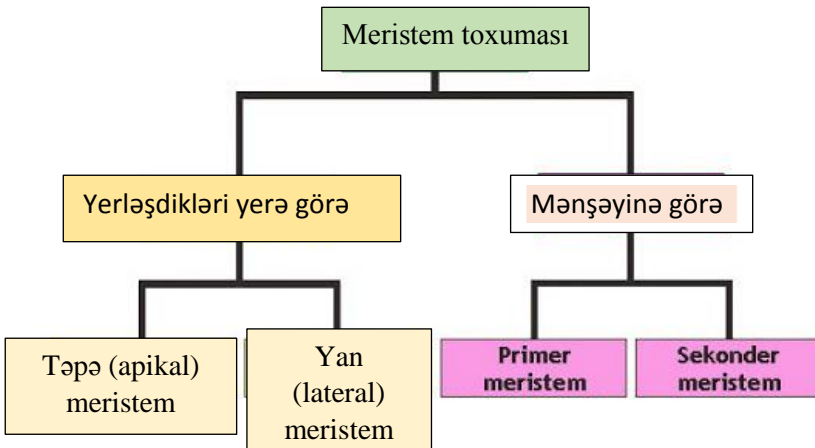 Meristem toxuması
Yerləşdikləri yerə görə
Mənşəyinə görə
Təpə (apikal)
meristem
Yan
(lateral)
meristem
Primer
meristem
Sekonder
meristem